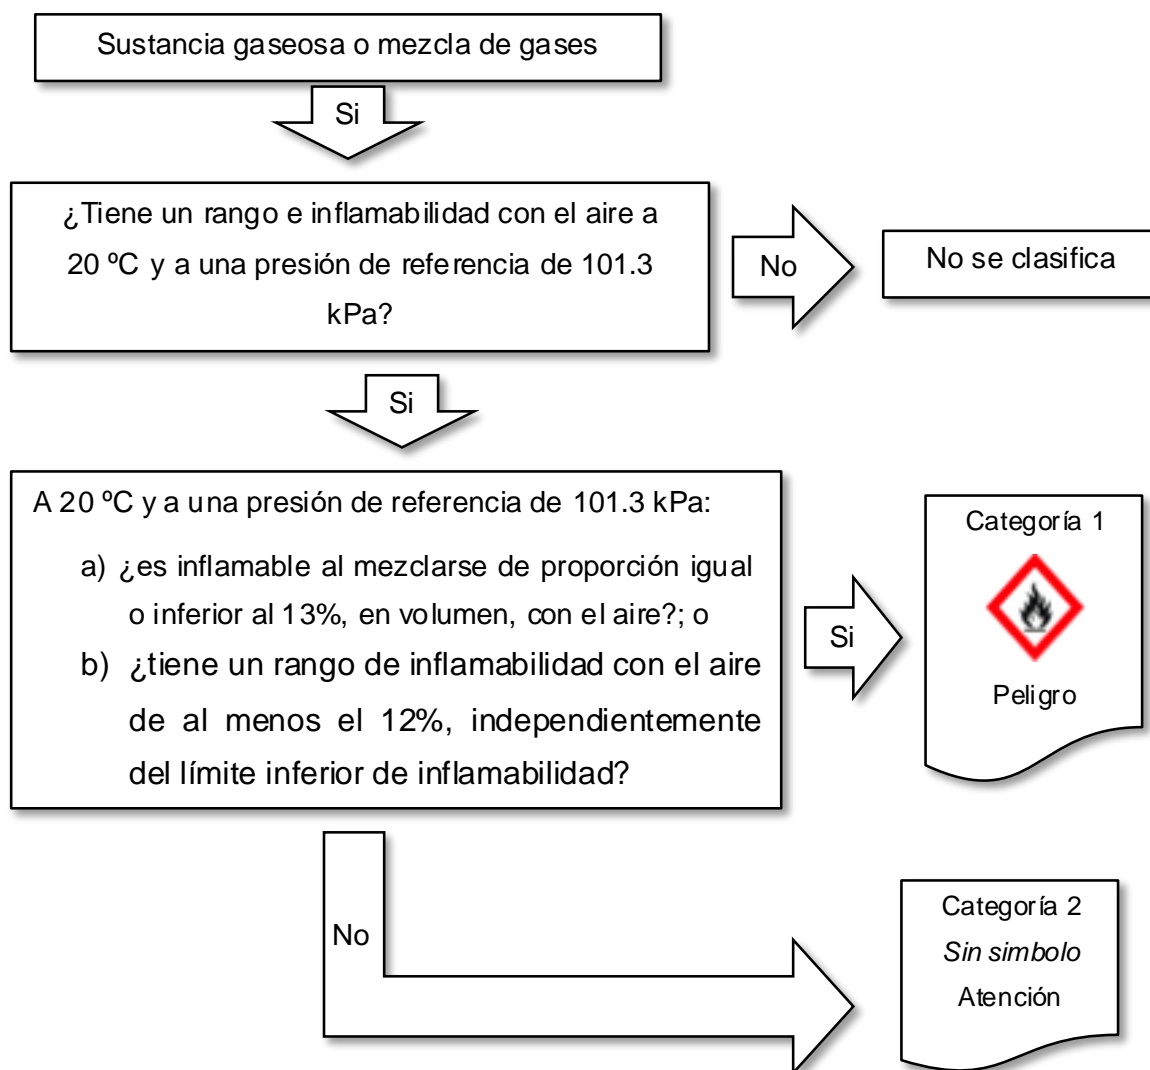 Sustancia gaseosa o mezcla de gases
Si
¿Tiene un rango e inflamabilidad con el aire a
20 ºC y a una presión de referencia de 101.3
kPa?
No
No se clasifica
Si
A 20 ºC y a una presión de referencia de 101.3 kPa:
a) ¿es inflamable al mezclarse de proporción igual
o inferior al 13%, en volumen, con el aire?; o
b) ¿tiene un rango de inflamabilidad con el aire
de al menos el 12%, independientemente
del límite inferior de inflamabilidad?
Si
Categoría 1
Peligro
No
Categoría 2
Sin simbolo
Atención